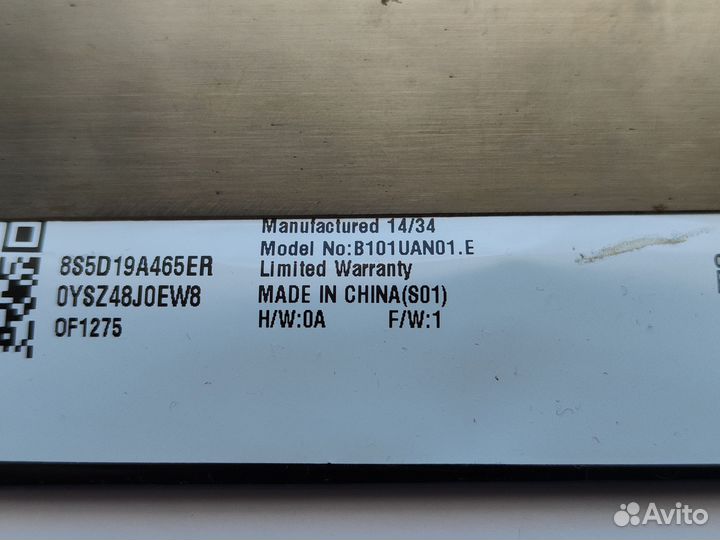 Manufactured 14/34
Model No:B101UAN01.E
Limited Warranty
MADE IN CHINA(S01)
H/W:0A F/W:1
8S5D19A465ER
0YSZ48J0EW8
0F1275
Avito